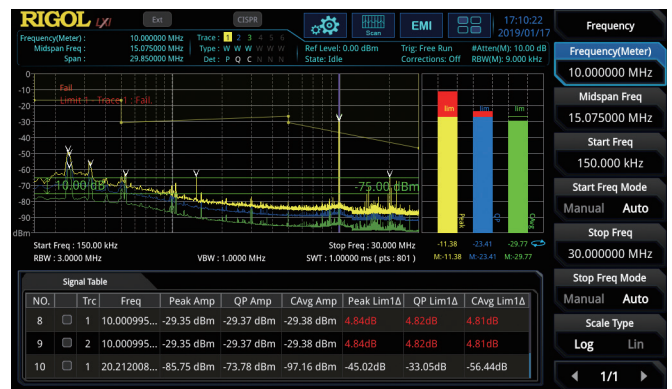 RIGOL LXI Ext CISPR Scan EMI 17:10:22
2019/01/17
Frequency(Meter) : 10.000000 MHz Trace : 1 2 3 4 5 6
Midspan Freq : 15.075000 MHz Type : W W W W W W Ref Level: 0.00 dBm Trig: Free Run #Atten(M): 10.00 dB
Span : 29.850000 MHz Det : P Q C N N N State: Idle Corrections: Off RBW(M): 9.000 kHz
0
-10
-20
-30
-40
-50
-60
-70
-80
-90
dBm
Fail
Limit 1 - Trace 1 : Fail.
10.00 dB
-75.00 dBm
lim lim lim
Peak QP CAvg
-11.38 -23.41 -29.77
M:-11.38 M:-23.41 M:-29.77
Start Freq : 150.00 kHz Stop Freq : 30.000 MHz
RBW : 3.0000 MHz VBW : 1.0000 MHz SWT : 1.00000 ms ( pts : 801 )
Signal Table
NO. Trc Freq Peak Amp QP Amp CAvg Amp Peak Lim1Δ QP Lim1Δ CAvg Lim1Δ
8 1 10.000995... -29.35 dBm -29.37 dBm -29.38 dBm 4.84dB 4.82dB 4.81dB
9 2 10.000995... -29.35 dBm -29.37 dBm -29.38 dBm 4.84dB 4.82dB 4.81dB
10 1 20.212008... -85.75 dBm -73.78 dBm -97.16 dBm -45.02dB -33.05dB -56.44dB
Frequency
Frequency(Meter)
10.000000 MHz
Midspan Freq
15.075000 MHz
Start Freq
150.000 kHz
Start Freq Mode
Manual Auto
Stop Freq
30.000000 MHz
Stop Freq Mode
Manual Auto
Scale Type
Log Lin
1/1